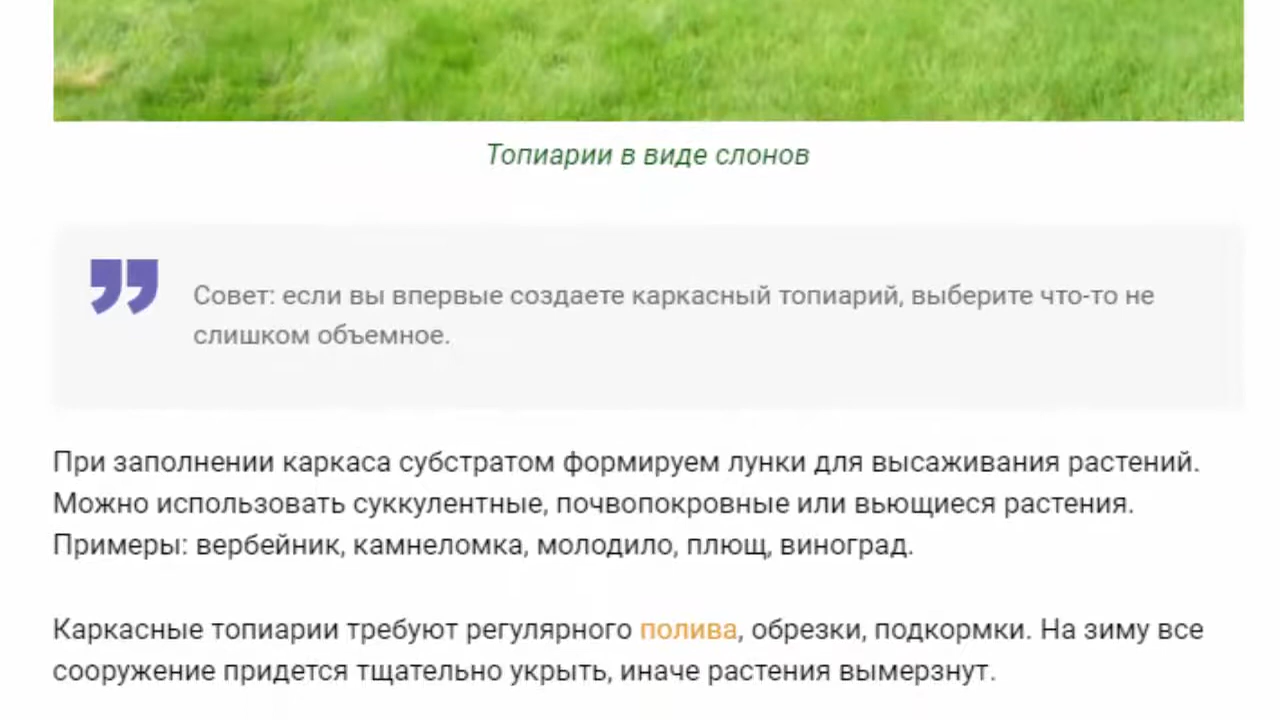 Топиарии в виде слонов
Совет: если вы впервые создаете каркасный топиарий, выберите что-то не
слишком объемное.
При заполнении каркаса субстратом формируем лунки для высаживания растений.
Можно использовать суккулентные, почвопокровные или вьющиеся растения.
Примеры: вербейник, камнеломка, молодило, плющ, виноград.
Каркасные топиарии требуют регулярного полива, обрезки, подкормки. На зиму все
сооружение придется тщательно укрыть, иначе растения вымерзнут.